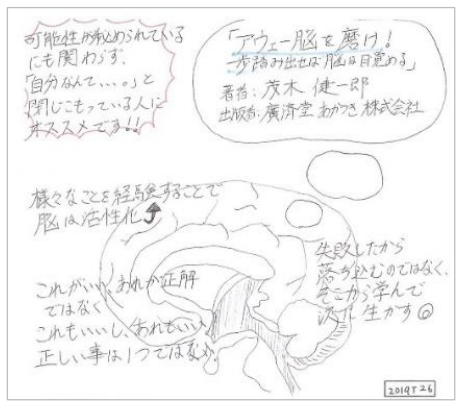 可能性が秘められている
にも関わらず、
「自分なんて、、、。」と
閉じこもっている人に
オススメです!!
「アウェー脳を磨け!
一歩踏み出せば脳は目覚める」
著者:茂木健一郎
出版者:廣済堂あかつき株式会社
様々なことを経験することで
脳は活性化
これがいい、あれが正解
ではなく
これもいいし、あれもいい、
正しい事は1つではない。
失敗したから
落ち込むのではなく、
そこから学んで
次に生かす
2019T26